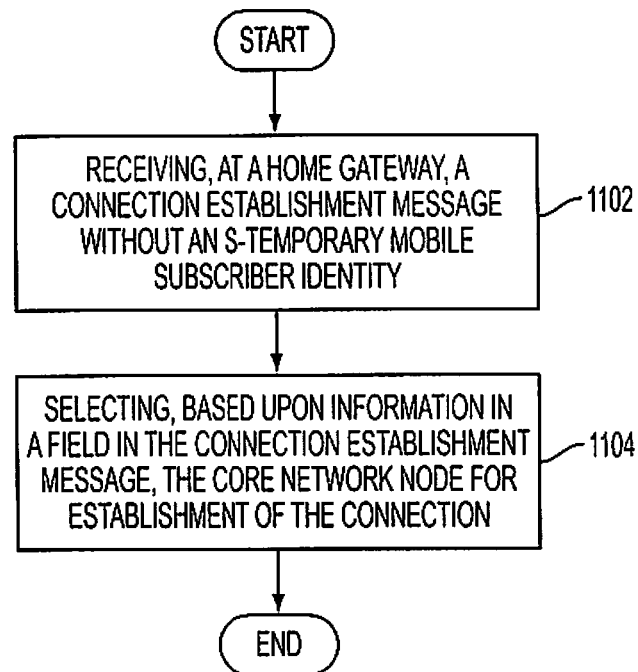 START
RECEIVING, AT A HOME GATEWAY, A
CONNECTION ESTABLISHMENT MESSAGE
WITHOUT AN S-TEMPORARY MOBILE
SUBSCRIBER IDENTITY
1102
SELECTING, BASED UPON INFORMATION IN
A FIELD IN THE CONNECTION ESTABLISHMENT
MESSAGE, THE CORE NETWORK NODE FOR
ESTABLISHMENT OF THE CONNECTION
1104
END